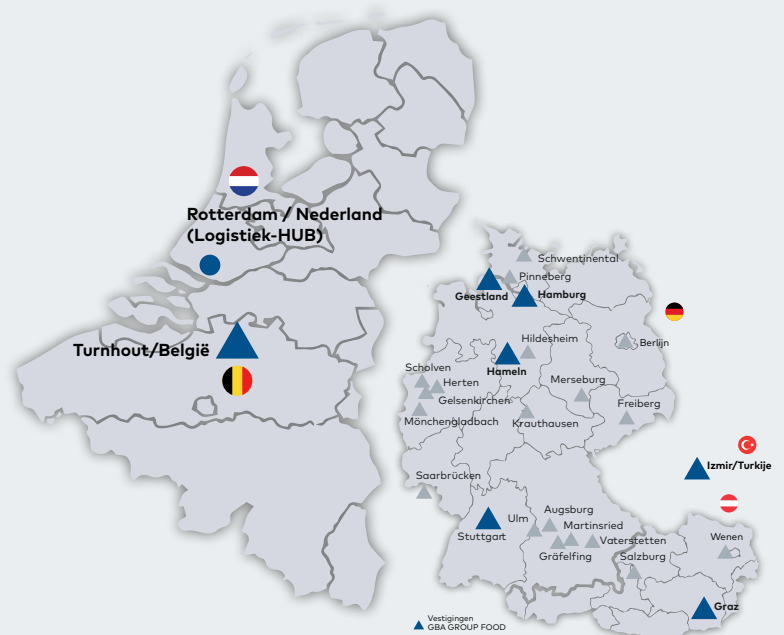 Rotterdam / Nederland
(Logistiek-HUB)
Turnhout/België
Schwentinental
Pinneberg
Geestland
Hamburg
Hildesheim
Berlijn
Hameln
Scholven
Herten
Merseburg
Gelsenkirchen
Freiberg
Mönchengladbach
Krauthausen
Izmir/Turkije
Saarbrücken
Augsburg
Ulm
Martinsried
Stuttgart
Vaterstetten
Wenen
Gräfelfing
Salzburg
Graz
Vestigingen
GBA GROUP FOOD